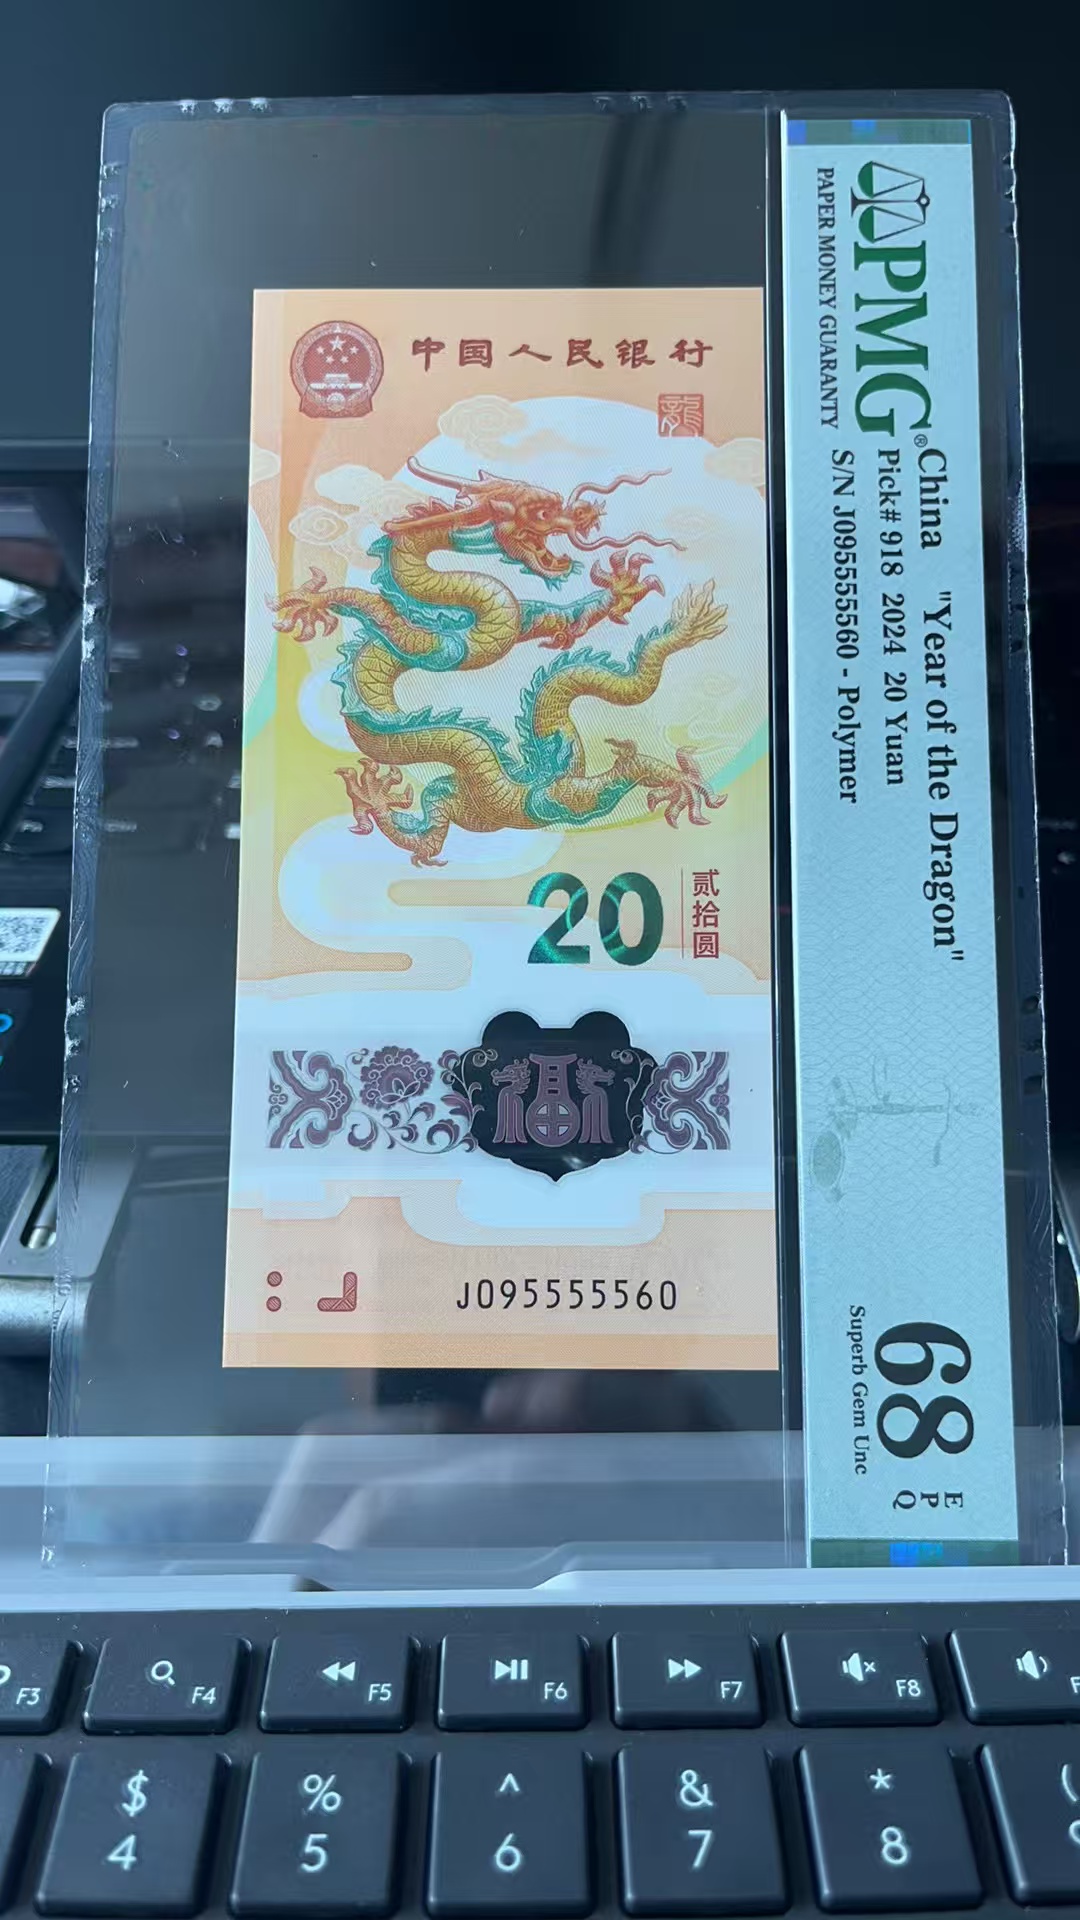 中国人民银行
龍
20
贰拾圆
福
J095555560
PMG®
PAPER MONEY GUARANTY
China "Year of the Dragon"
Pick# 918 2024 20 Yuan
S/N J095555560 - Polymer
68 EPQ
Superb Gem Unc
F3
F4
F5
F6
F7
F8
$
4
%
5
^
6
&
7
*
8
(